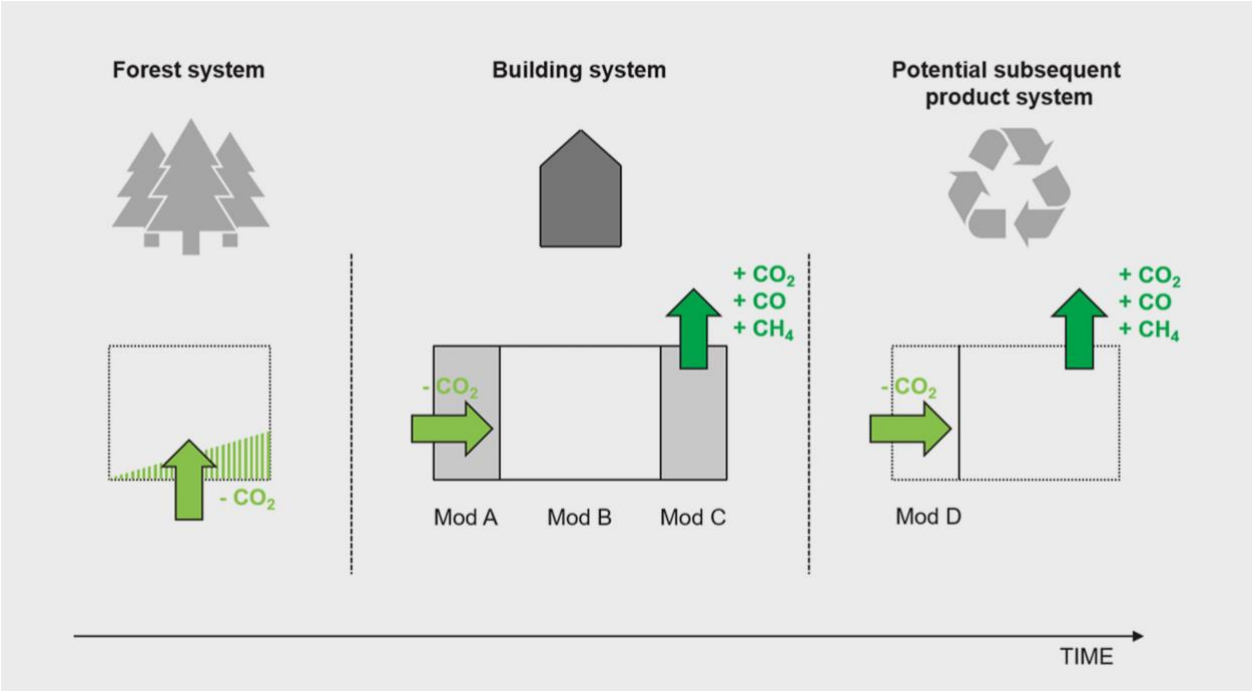 Forest system
Building system
Potential subsequent
product system
- CO₂
- CO₂
+ CO₂
+ CO
+ CH₄
- CO₂
+ CO₂
+ CO
+ CH₄
Mod A
Mod B
Mod C
Mod D
TIME